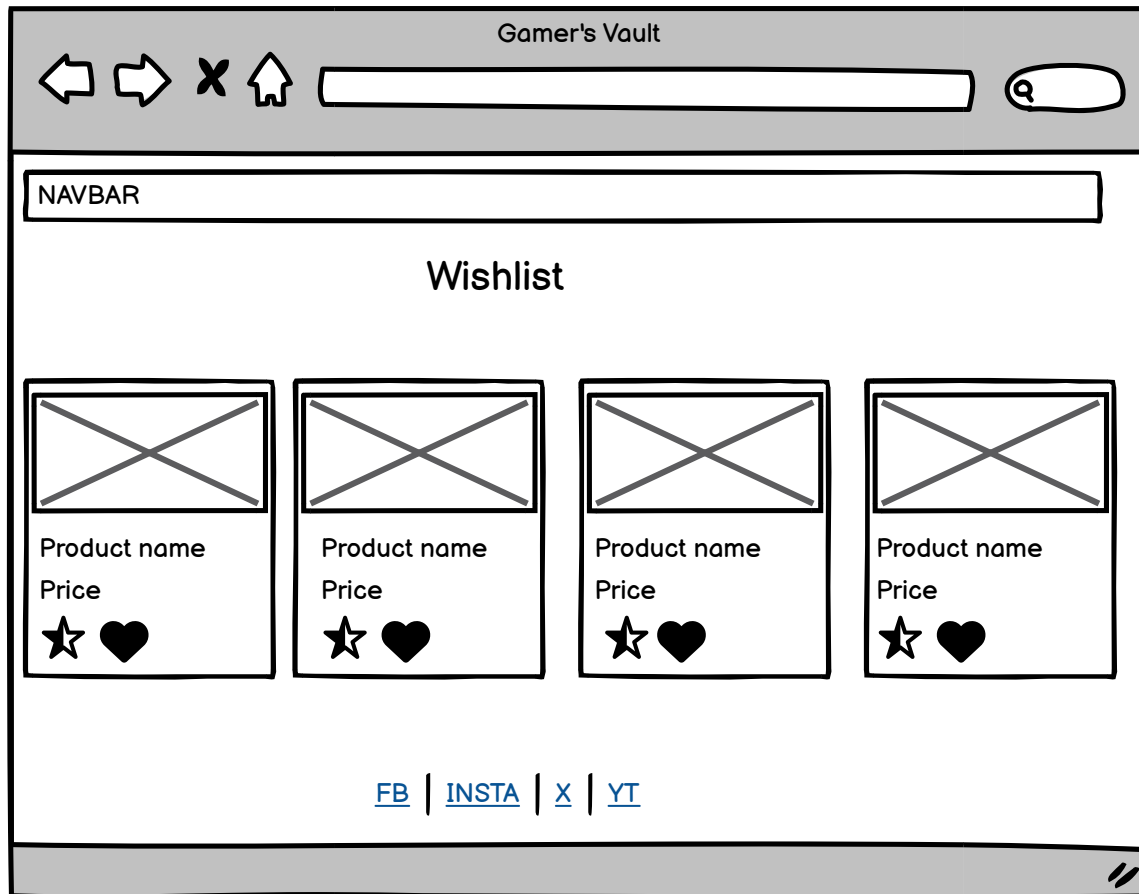 Gamer's Vault
NAVBAR
Wishlist
Product name Product name Product name Product name
Price Price Price Price
FB INSTA X YT